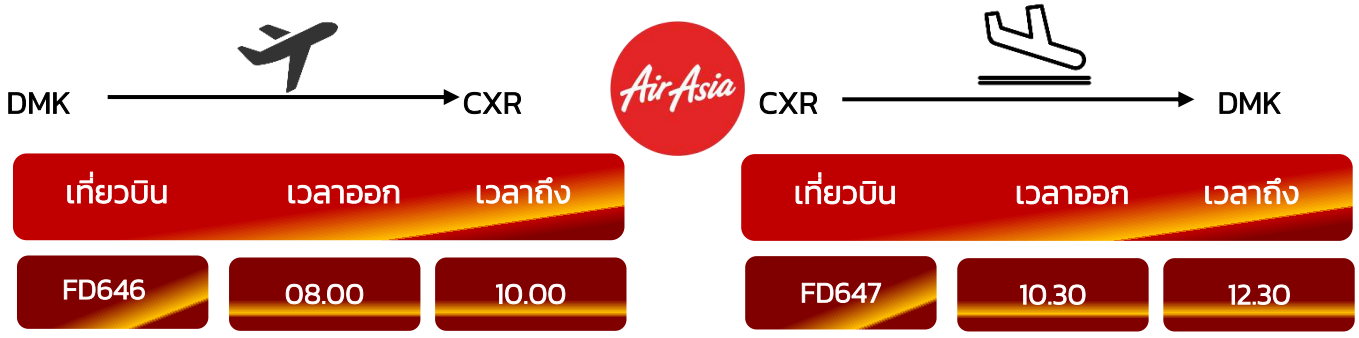 DMK CXR
AirAsia
CXR DMK
เที่ยวบิน เวลาออก เวลาถึง
FD646 08.00 10.00
เที่ยวบิน เวลาออก เวลาถึง
FD647 10.30 12.30